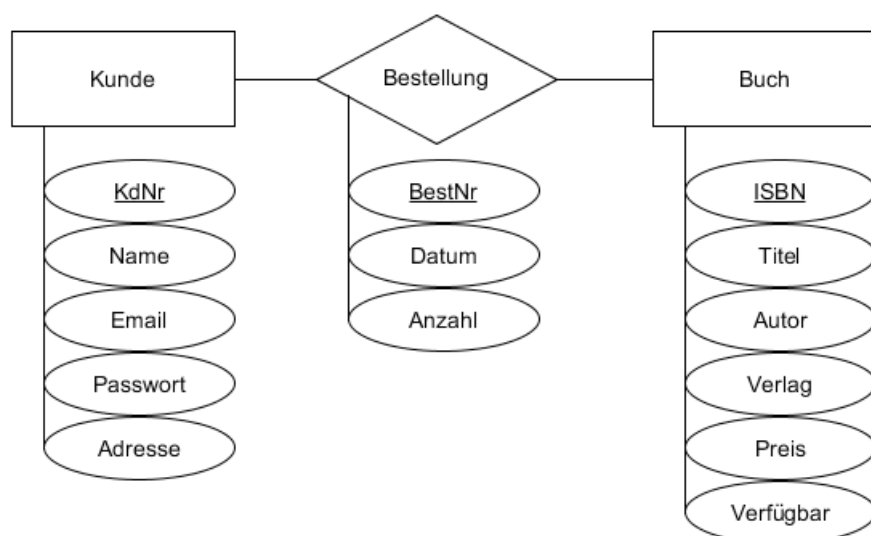 Kunde
Bestellung
Buch
KdNr
Name
Email
Passwort
Adresse
BestNr
Datum
Anzahl
ISBN
Titel
Autor
Verlag
Preis
Verfügbar